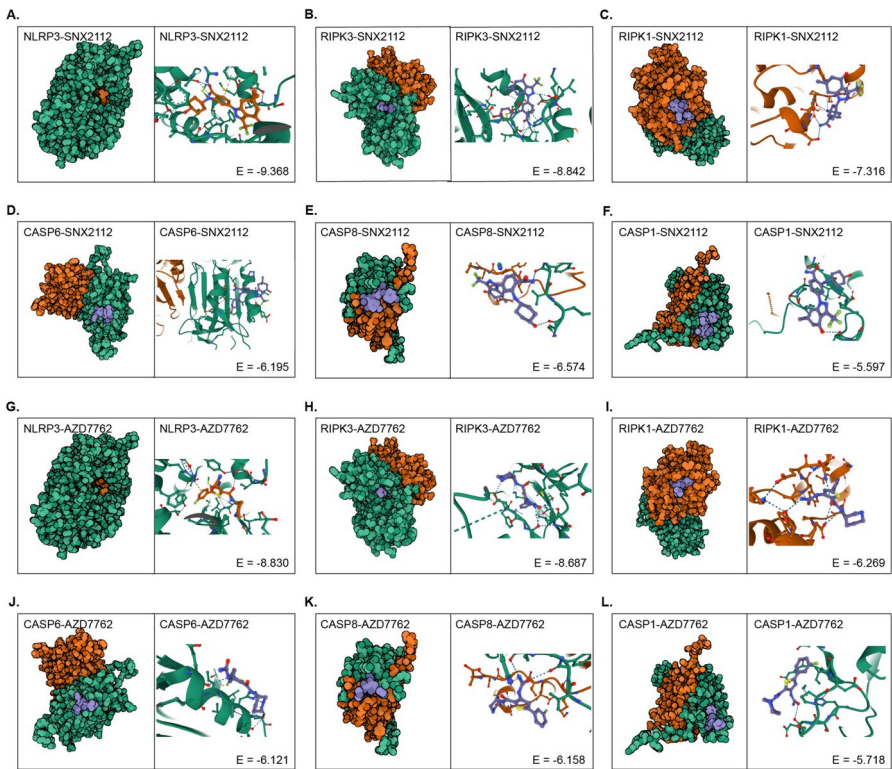 A. B. C.
NLRP3-SNX2112 NLRP3-SNX2112 RIPK3-SNX2112 RIPK3-SNX2112 RIPK1-SNX2112 RIPK1-SNX2112
E = -9.368 E = -8.842 E = -7.316
D. E. F.
CASP6-SNX2112 CASP6-SNX2112 CASP8-SNX2112 CASP8-SNX2112 CASP1-SNX2112 CASP1-SNX2112
E = -6.195 E = -6.574 E = -5.597
G. H. I.
NLRP3-AZD7762 NLRP3-AZD7762 RIPK3-AZD7762 RIPK3-AZD7762 RIPK1-AZD7762 RIPK1-AZD7762
E = -8.830 E = -8.687 E = -6.269
J. K. L.
CASP6-AZD7762 CASP6-AZD7762 CASP8-AZD7762 CASP8-AZD7762 CASP1-AZD7762 CASP1-AZD7762
E = -6.121 E = -6.158 E = -5.718